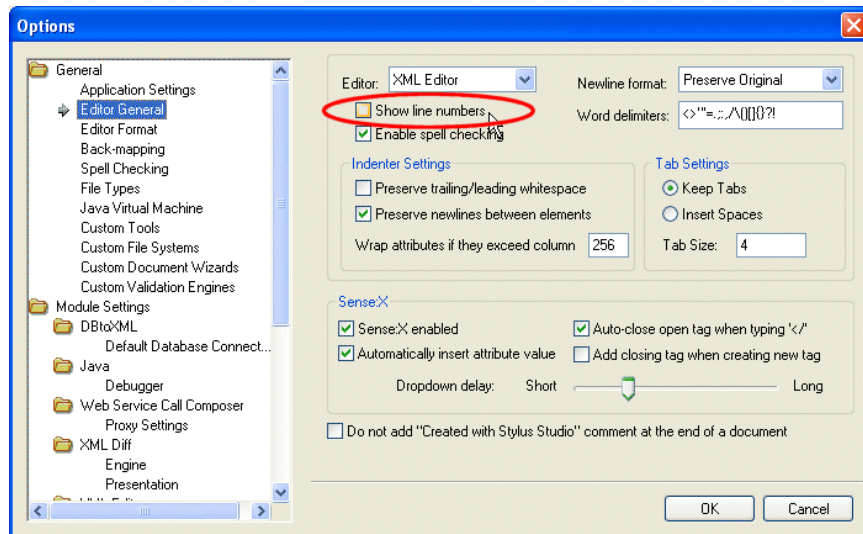 Options
General
Application Settings
Editor General
Editor Format
Back-mapping
Spell Checking
File Types
Java Virtual Machine
Custom Tools
Custom File Systems
Custom Document Wizards
Custom Validation Engines
Module Settings
DBtoXML
Default Database Connect...
Java
Debugger
Web Service Call Composer
Proxy Settings
XML Diff
Engine
Presentation
Editor: XML Editor
Newline format: Preserve Original
Show line numbers
Word delimiters: <>'"=.;:,/\()[]{}?!
Enable spell checking
Indenter Settings
Preserve trailing/leading whitespace
Preserve newlines between elements
Wrap attributes if they exceed column 256
Tab Settings
Keep Tabs
Insert Spaces
Tab Size: 4
Sense:X
Sense:X enabled
Auto-close open tag when typing '</'
Automatically insert attribute value
Add closing tag when creating new tag
Dropdown delay: Short Long
Do not add "Created with Stylus Studio" comment at the end of a document
OK
Cancel